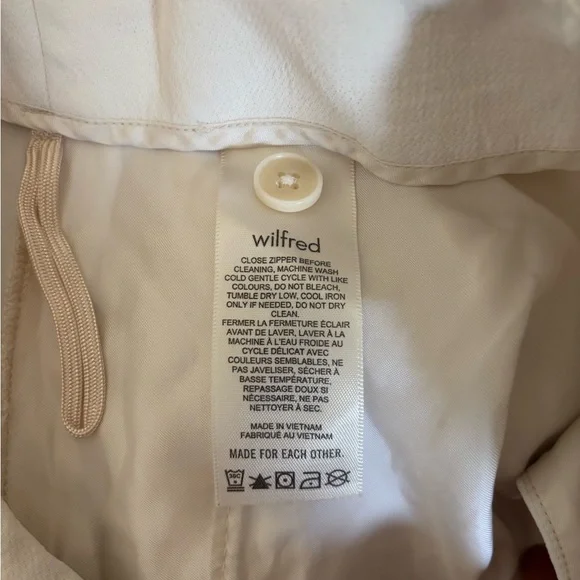 wilfred
CLOSE ZIPPER BEFORE
CLEANING, MACHINE WASH
COLD GENTLE CYCLE WITH LIKE
COLOURS, DO NOT BLEACH,
TUMBLE DRY LOW, COOL IRON
ONLY IF NEEDED, DO NOT DRY
CLEAN.
FERMER LA FERMETURE ÉCLAIR
AVANT DE LAVER, LAVER À LA
MACHINE À L'EAU FROIDE AU
CYCLE DÉLICAT AVEC
COULEURS SEMBLABLES, NE
PAS JAVELISER, SÉCHER À
BASSE TEMPÉRATURE,
REPASSAGE DOUX SI
NÉCESSAIRE, NE PAS
NETTOYER À SEC.
MADE IN VIETNAM
FABRIQUÉ AU VIETNAM
MADE FOR EACH OTHER.
30C